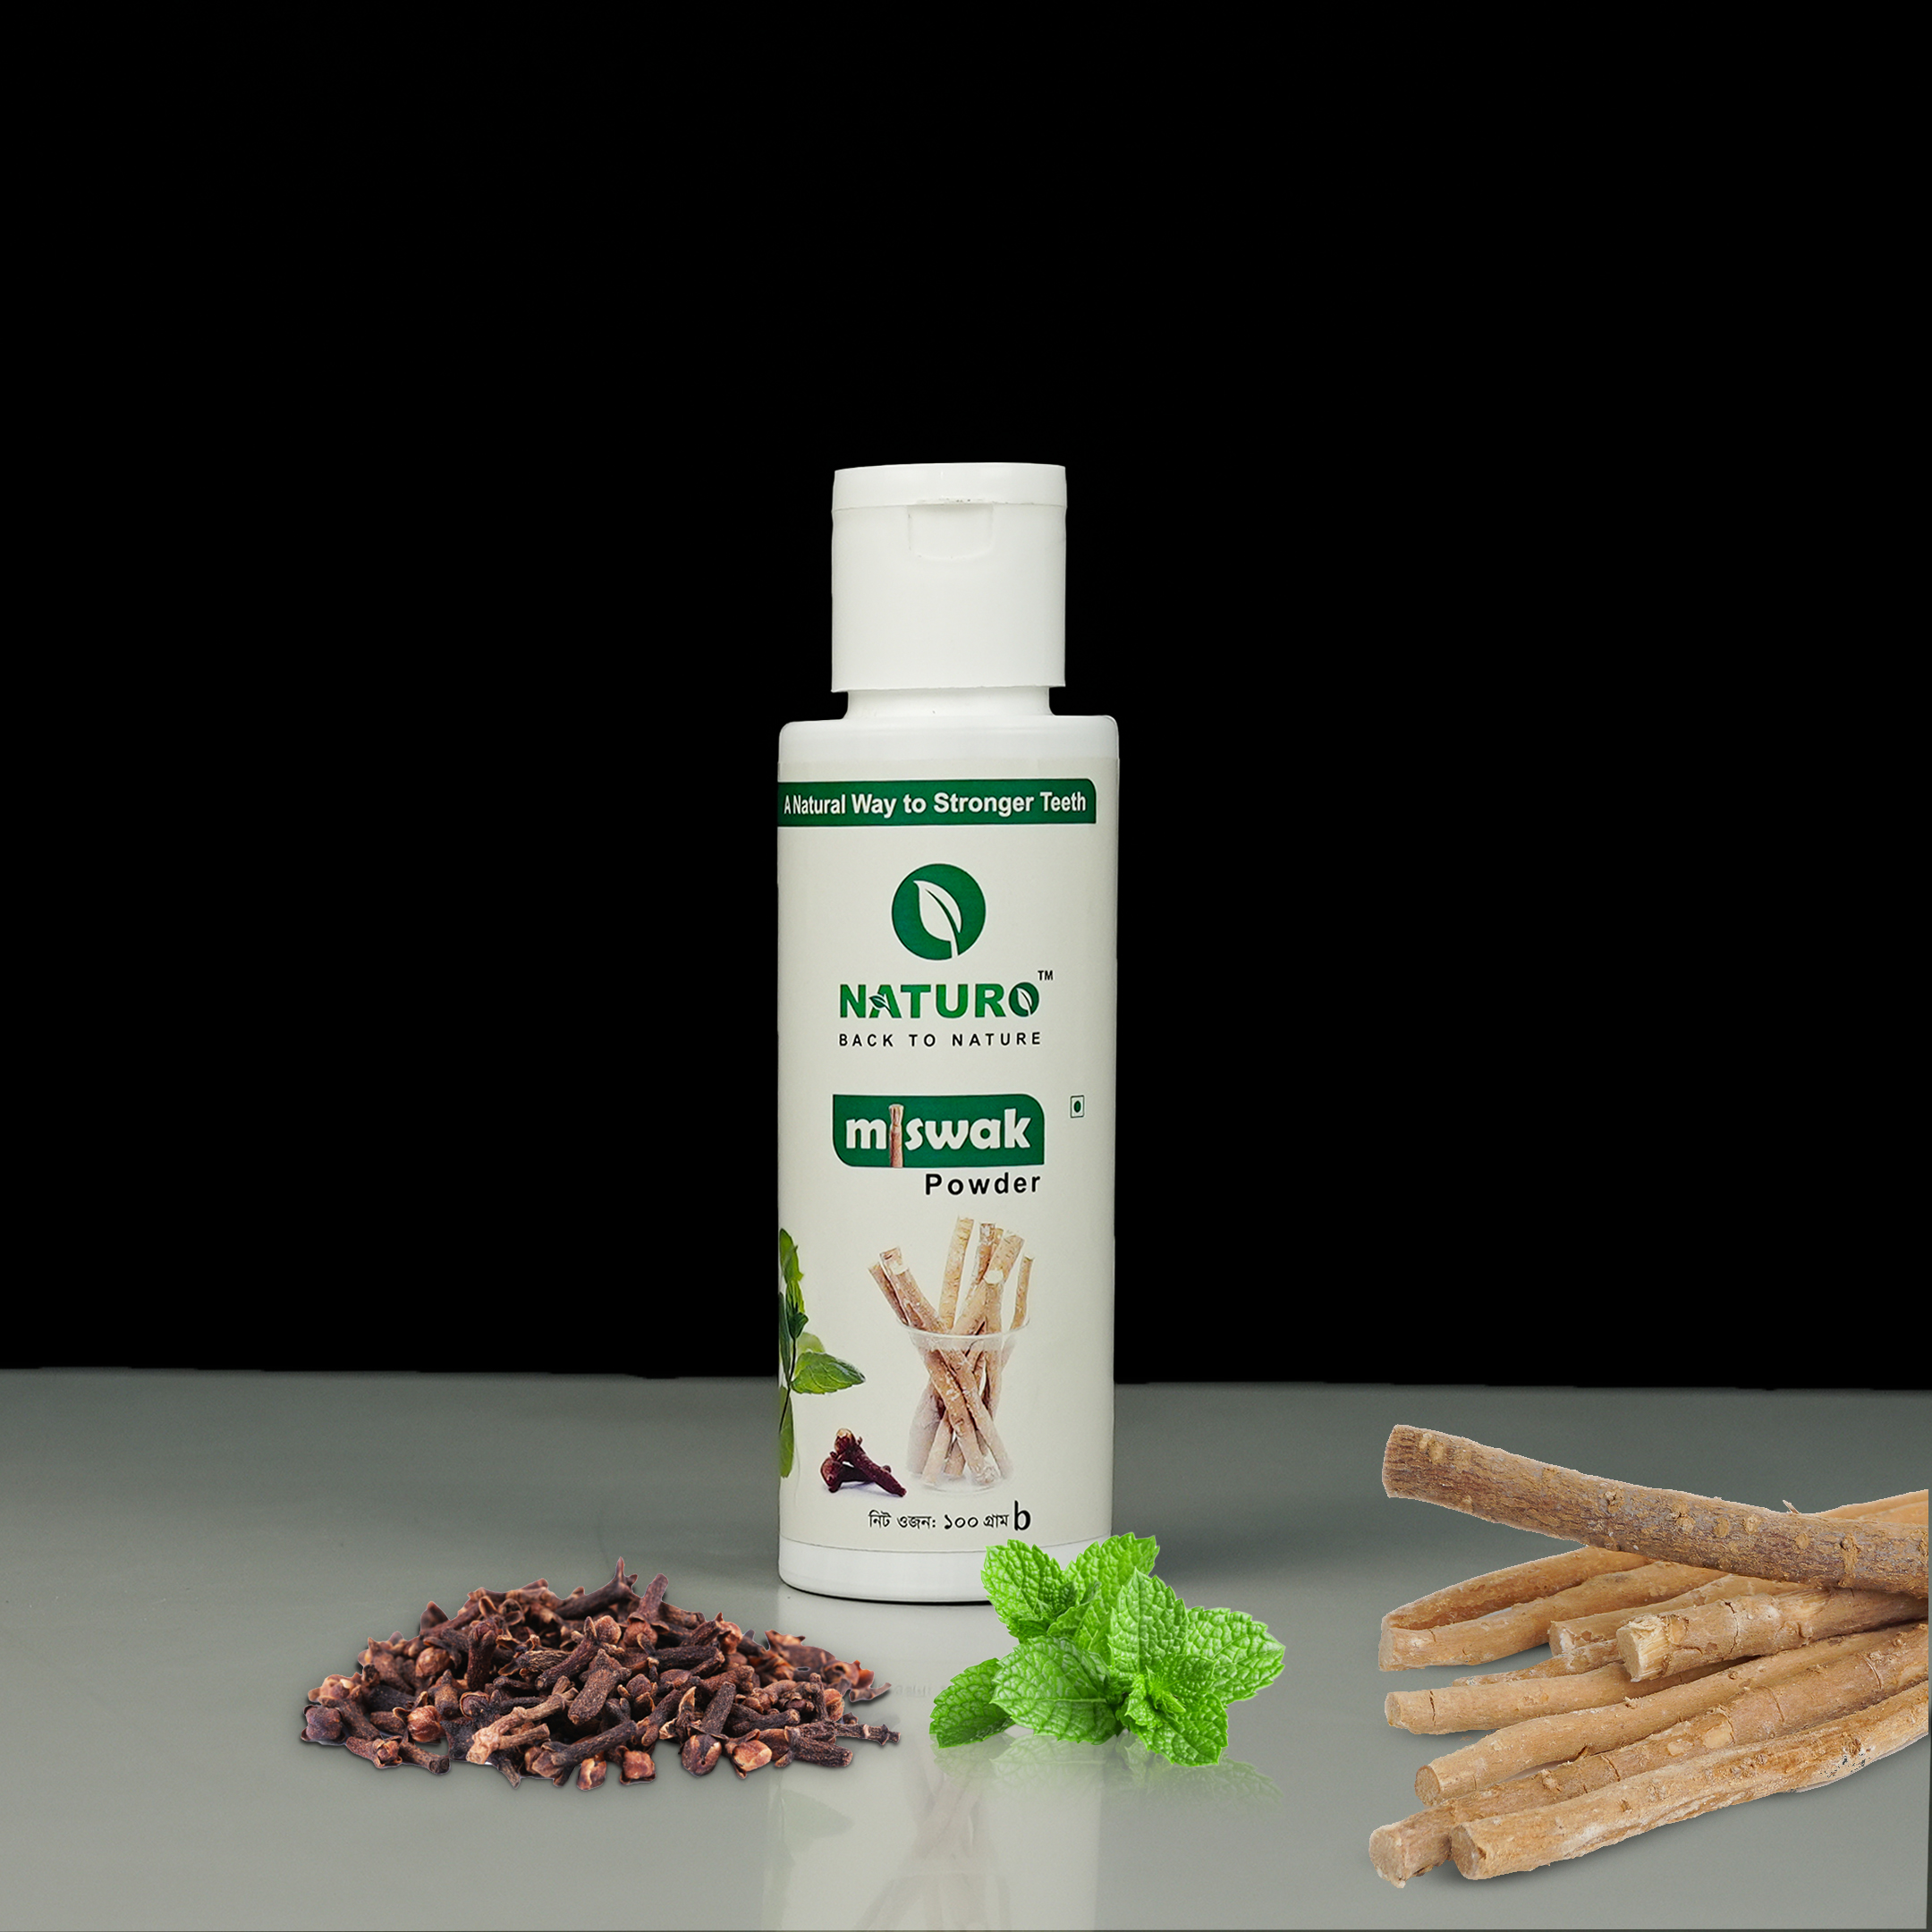 A Natural Way to Stronger Teeth
NATURO™
BACK TO NATURE
miswak
Powder
নিট ওজন: ১০০ গ্রাম b